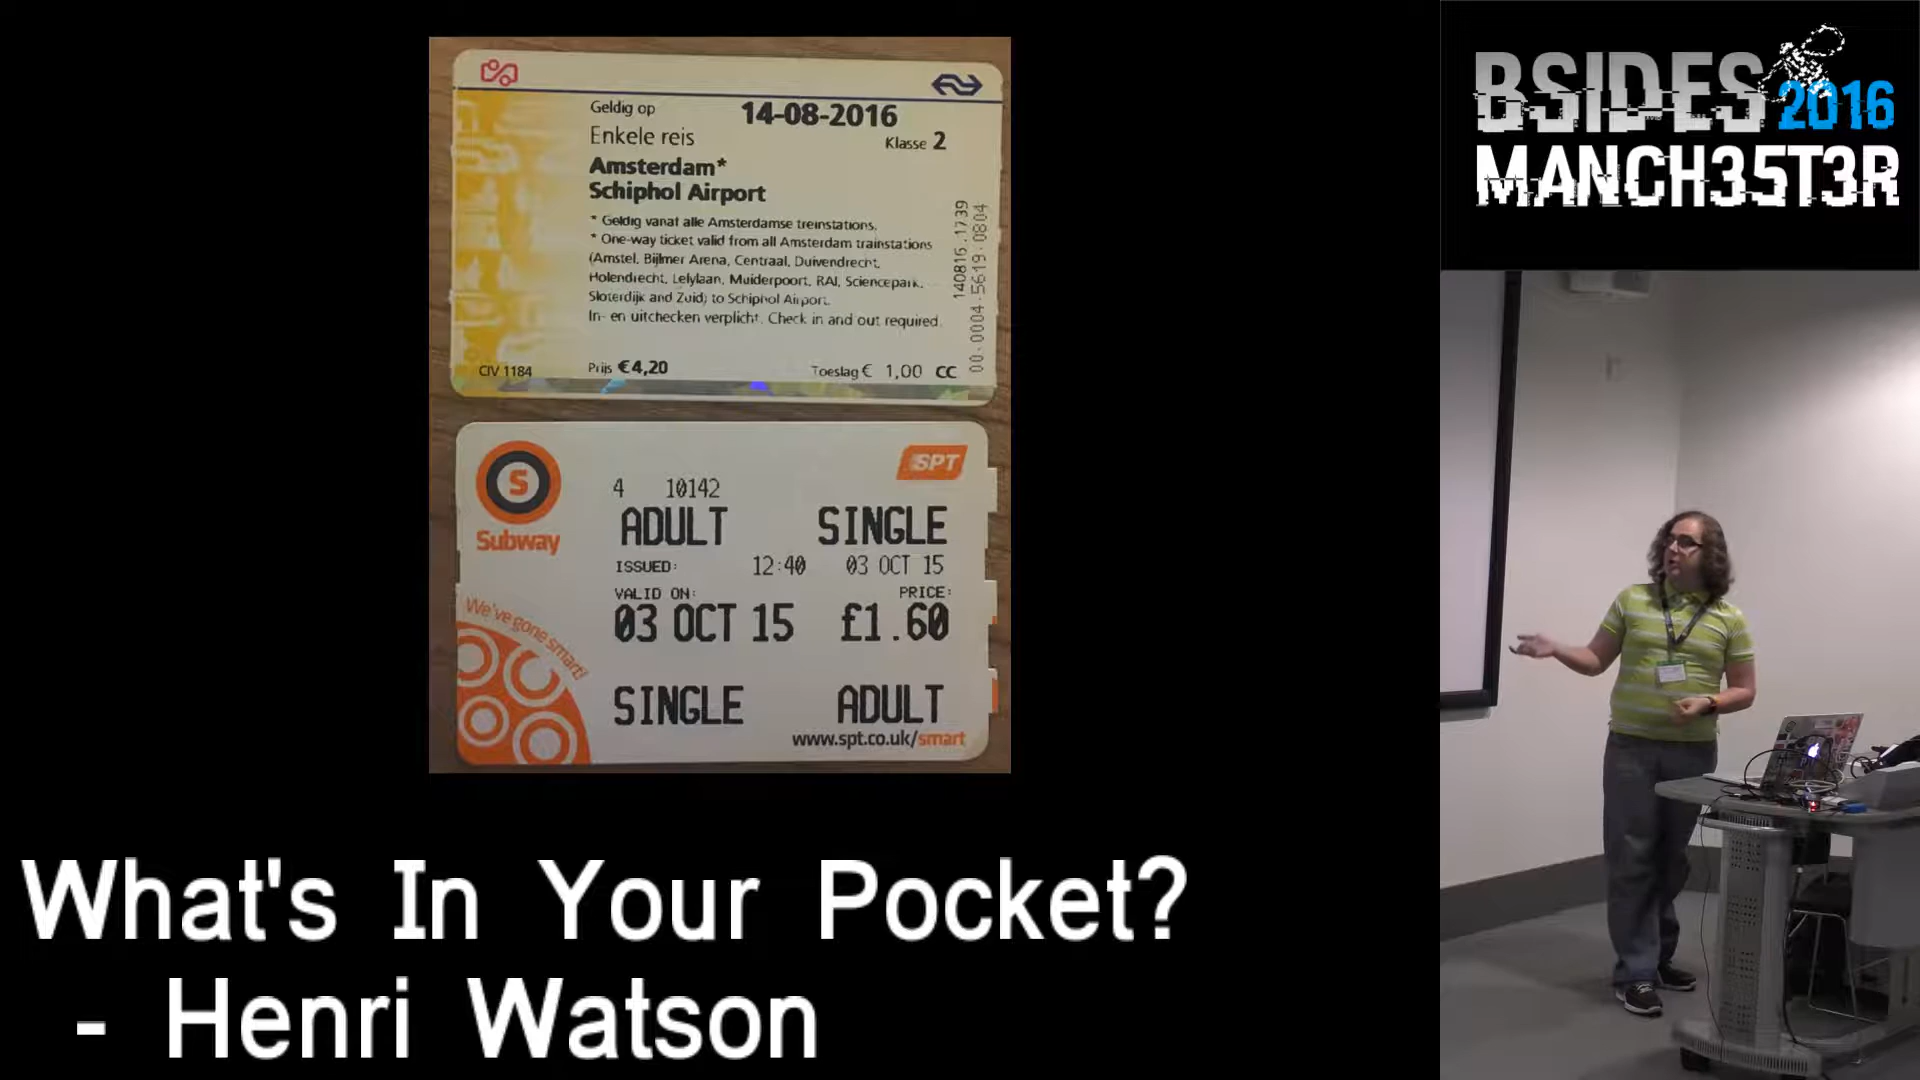 Geldig op 14-08-2016
Enkele reis Klasse 2
Amsterdam*
Schiphol Airport
* Geldig vanaf alle Amsterdamse treinstations.
* One-way ticket valid from all Amsterdam trainstations
(Amstel, Bijlmer Arena, Centraal, Duivendrecht,
Holendrecht, Lelylaan, Muiderpoort, RAI, Sciencepark,
Sloterdijk and Zuid) to Schiphol Airport.
In- en uitchecken verplicht. Check in and out required.
CIV 1184 Prijs €4,20 Toeslag € 1,00 CC
140816.1739
00.0004.5619.0804
S
Subway
SPT
4 10142
ADULT SINGLE
ISSUED: 12:40 03 OCT 15
VALID ON: PRICE:
03 OCT 15 £1.60
We've gone smart!
SINGLE ADULT
www.spt.co.uk/smart
BSIDES 2016
MANCH35T3R
What's In Your Pocket?
- Henri Watson